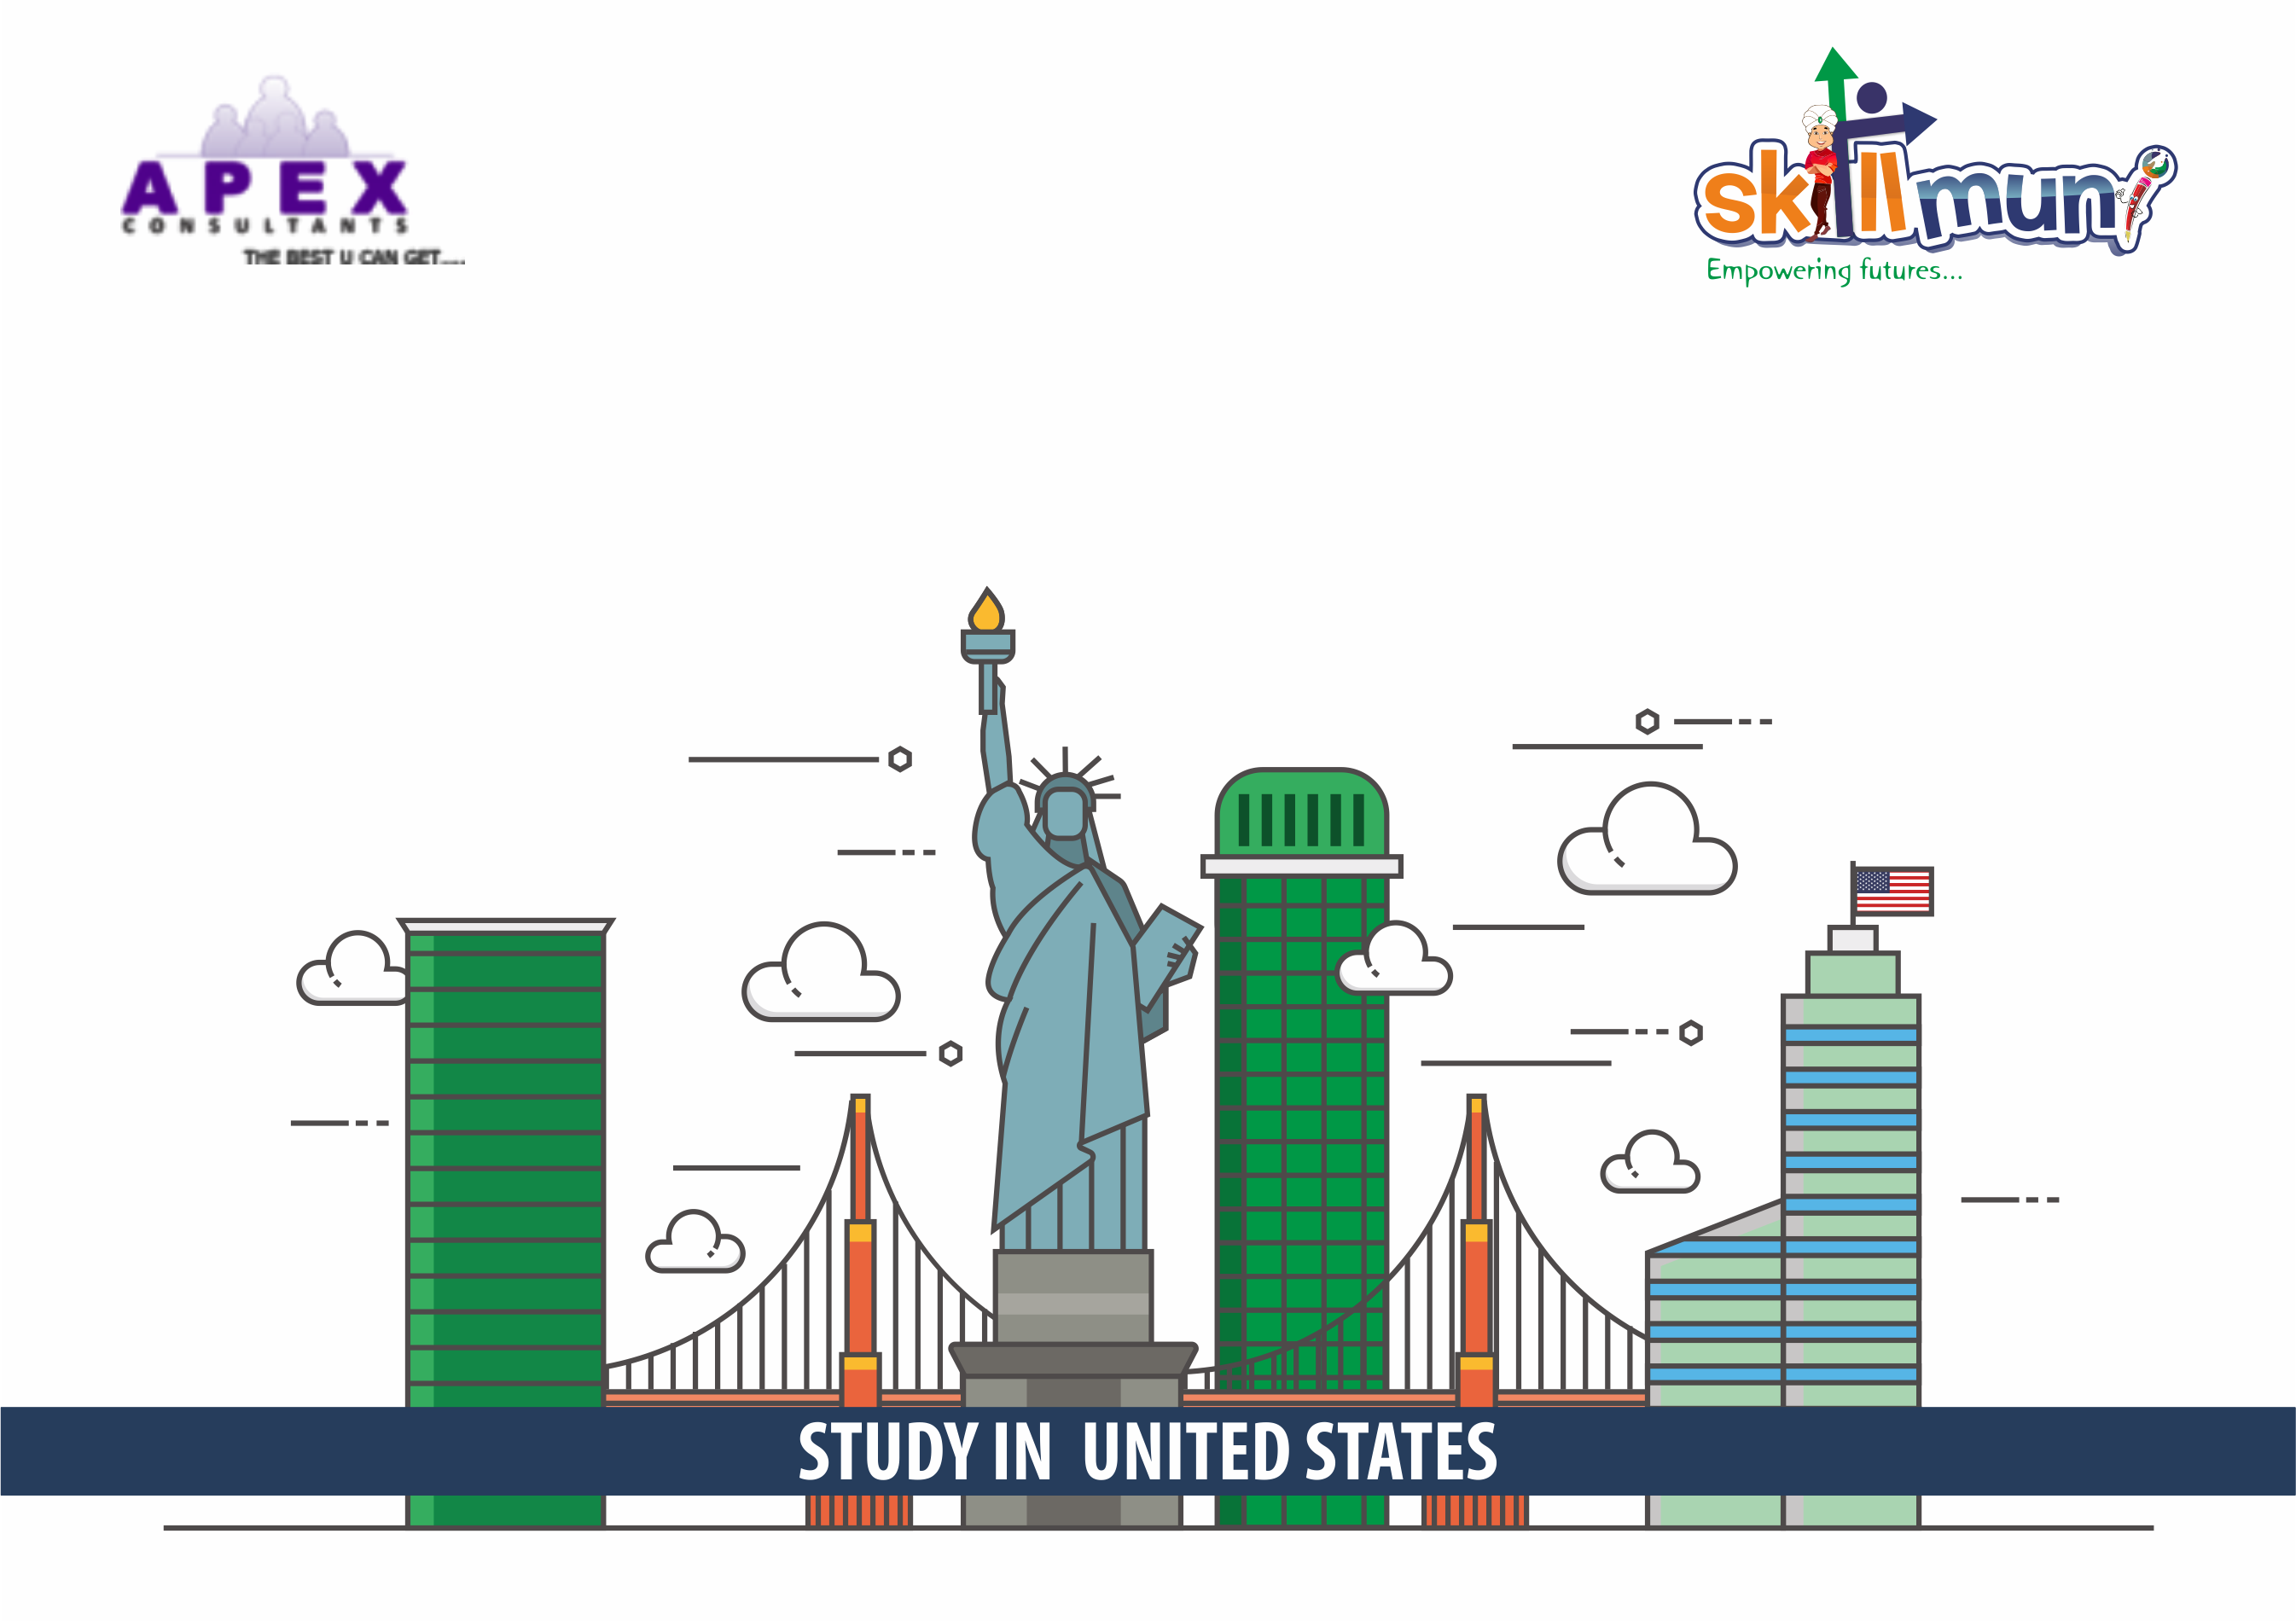 APEX
CONSULTANTS
THE BEST U CAN GET....
skillmuni
Empowering futures...
STUDY IN UNITED STATES